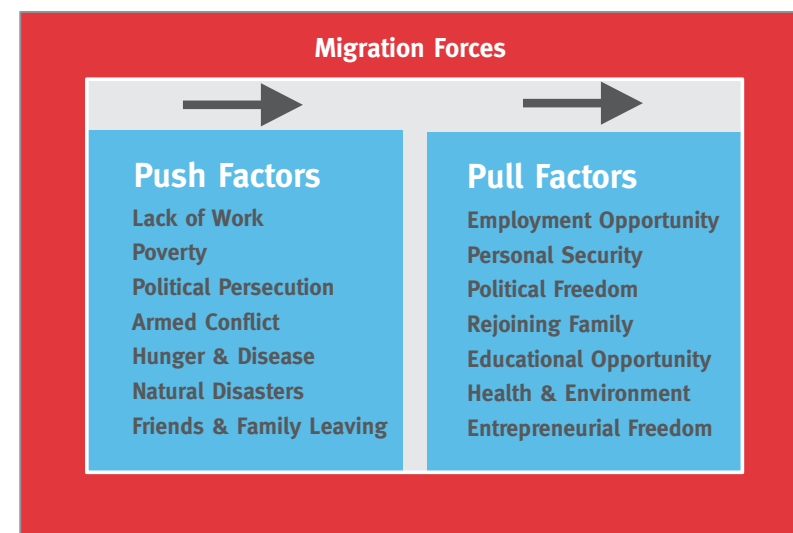 Migration Forces
Push Factors
Lack of Work
Poverty
Political Persecution
Armed Conflict
Hunger & Disease
Natural Disasters
Friends & Family Leaving
Pull Factors
Employment Opportunity
Personal Security
Political Freedom
Rejoining Family
Educational Opportunity
Health & Environment
Entrepreneurial Freedom